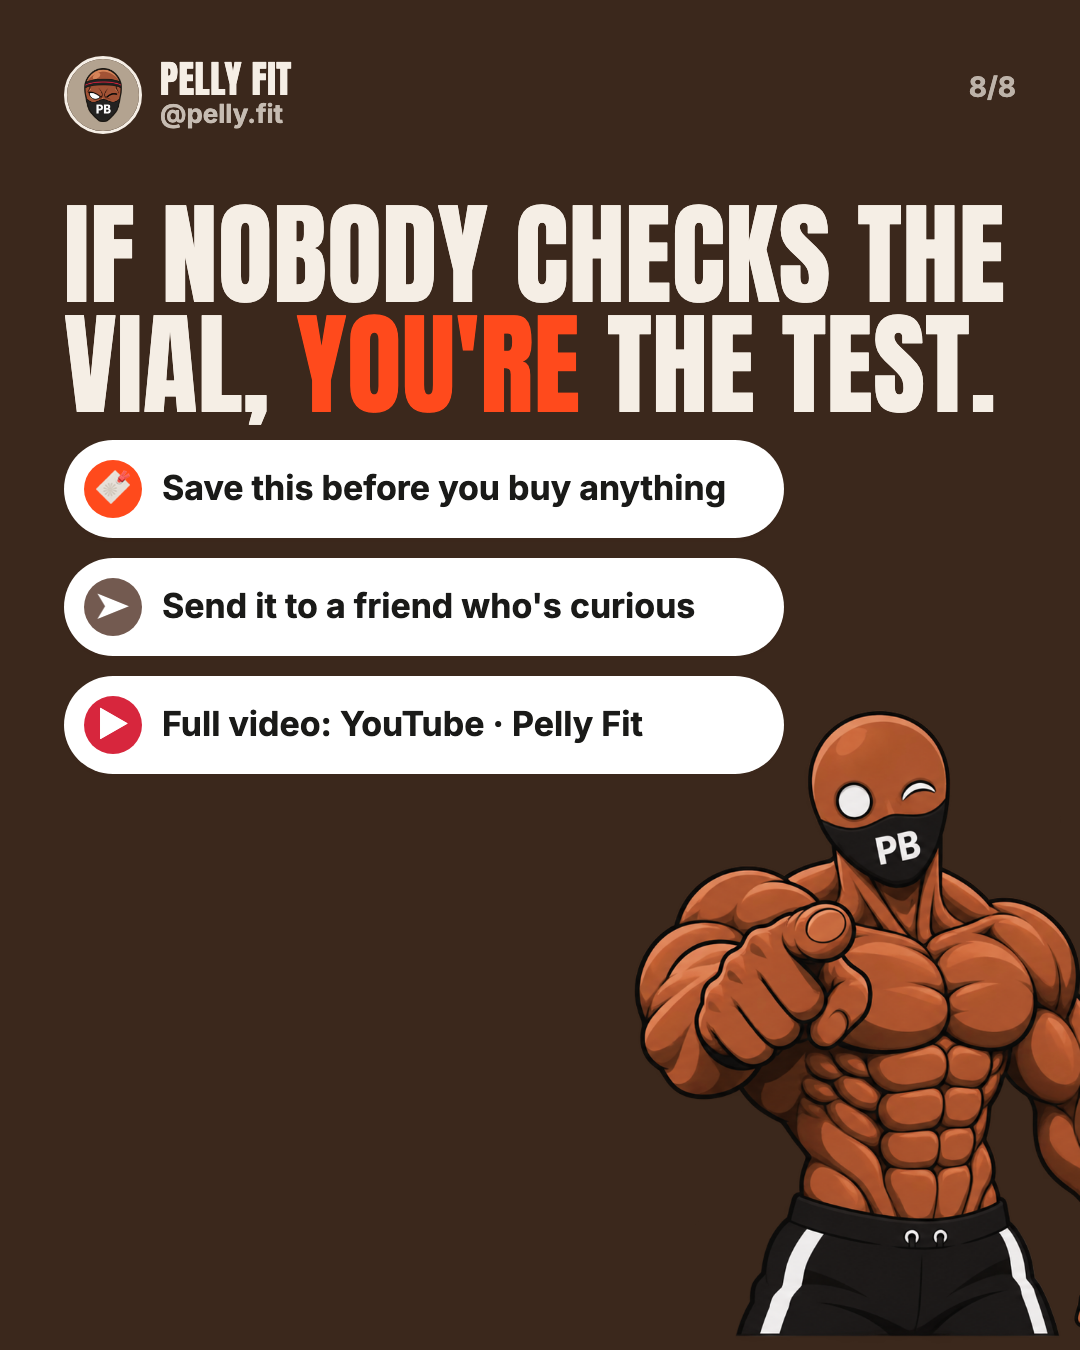 PELLY FIT
@pelly.fit
8/8
IF NOBODY CHECKS THE
VIAL, YOU'RE THE TEST.
Save this before you buy anything
Send it to a friend who's curious
Full video: YouTube · Pelly Fit
PB
PB